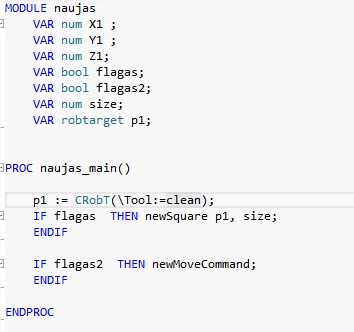 MODULE naujas
VAR num X1 ;
VAR num Y1 ;
VAR num Z1;
VAR bool flagas;
VAR bool flagas2;
VAR num size;
VAR robtarget p1;
PROC naujas_main()
p1 := CRobT(\Tool:=clean);
IF flagas  THEN newSquare p1, size;
ENDIF
IF flagas2  THEN newMoveCommand;
ENDIF
ENDPROC